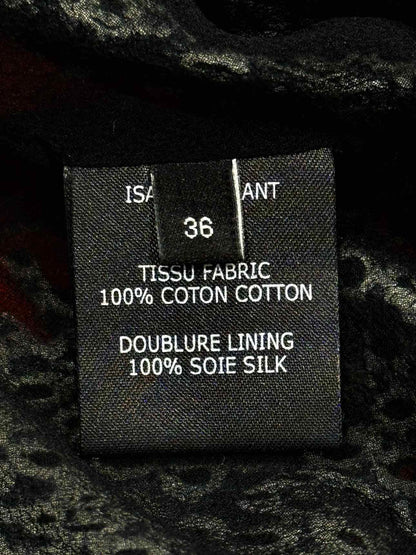 36
TISSU FABRIC
100% COTON COTTON
DOUBLURE LINING
100% SOIE SILK